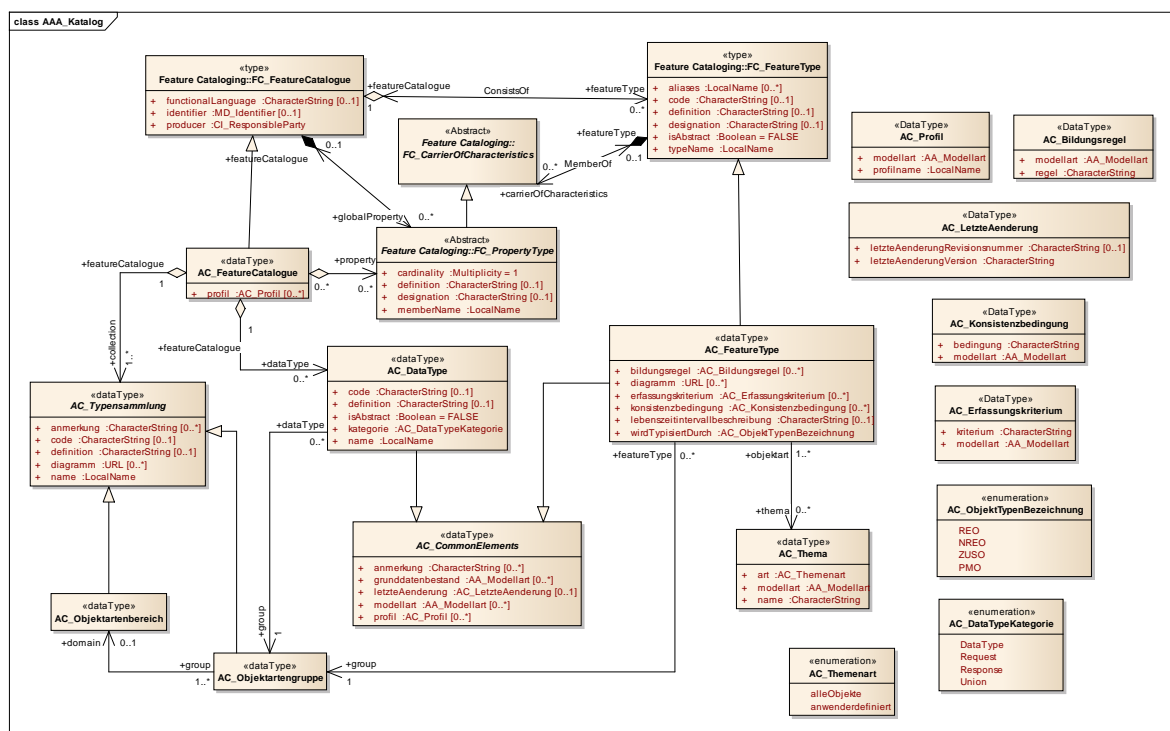 class AAA_Katalog
«type»
Feature Cataloging::FC_FeatureCatalogue
+ functionalLanguage :CharacterString [0..1]
+ identifier :MD_Identifier [0..1]
+ producer :CI_ResponsibleParty
«type»
Feature Cataloging::FC_FeatureType
+ aliases :LocalName [0..*]
+ code :CharacterString [0..1]
+ definition :CharacterString [0..1]
+ designation :CharacterString [0..1]
+ isAbstract :Boolean = FALSE
+ typeName :LocalName
+featureCatalogue
1
ConsistsOf
+featureType
0..*
+featureType
0..1
MemberOf
0..*
+carrierOfCharacteristics
«Abstract»
Feature Cataloging::
FC_CarrierOfCharacteristics
0..1
+featureCatalogue
+globalProperty
0..*
«DataType»
AC_Profil
+ modellart :AA_Modellart
+ profilname :LocalName
«DataType»
AC_Bildungsregel
+ modellart :AA_Modellart
+ regel :CharacterString
«DataType»
AC_LetzteAenderung
+ letzteAenderungRevisionsnummer :CharacterString [0..1]
+ letzteAenderungVersion :CharacterString
«Abstract»
Feature Cataloging::FC_PropertyType
+ cardinality :Multiplicity = 1
+ definition :CharacterString [0..1]
+ designation :CharacterString [0..1]
+ memberName :LocalName
+featureCatalogue
1
«dataType»
AC_FeatureCatalogue
+ profil :AC_Profil [0..*]
+property
0..*
0..*
1
+featureCatalogue
+collection
1..*
+dataType
0..*
«DataType»
AC_Konsistenzbedingung
+ bedingung :CharacterString
+ modellart :AA_Modellart
«dataType»
AC_FeatureType
+ bildungsregel :AC_Bildungsregel [0..*]
+ diagramm :URL [0..*]
+ erfassungskriterium :AC_Erfassungskriterium [0..*]
+ konsistenzbedingung :AC_Konsistenzbedingung [0..*]
+ lebenszeitintervallbeschreibung :CharacterString [0..1]
+ wirdTypisiertDurch :AC_ObjektTypenBezeichnung
«dataType»
AC_DataType
+ code :CharacterString [0..1]
+ definition :CharacterString [0..1]
+ isAbstract :Boolean = FALSE
+ kategorie :AC_DataTypeKategorie
+ name :LocalName
«dataType»
AC_Typensammlung
+ anmerkung :CharacterString [0..*]
+ code :CharacterString [0..1]
+ definition :CharacterString [0..1]
+ diagramm :URL [0..*]
+ name :LocalName
+dataType
0..*
«DataType»
AC_Erfassungskriterium
+ kriterium :CharacterString
+ modellart :AA_Modellart
+featureType
0..*
+objektart
1..*
+thema
0..*
«enumeration»
AC_ObjektTypenBezeichnung
REO
NREO
ZUSO
PMO
«dataType»
AC_CommonElements
+ anmerkung :CharacterString [0..*]
+ grunddatenbestand :AA_Modellart [0..*]
+ letzteAenderung :AC_LetzteAenderung [0..1]
+ modellart :AA_Modellart [0..*]
+ profil :AC_Profil [0..*]
«dataType»
AC_Thema
+ art :AC_Themenart
+ modellart :AA_Modellart
+ name :CharacterString
«dataType»
AC_Objektartenbereich
+domain
0..1
+group
1
«enumeration»
AC_DataTypeKategorie
DataType
Request
Response
Union
+group
1..*
«dataType»
AC_Objektartengruppe
+group
1
«enumeration»
AC_Themenart
alleObjekte
anwenderdefiniert